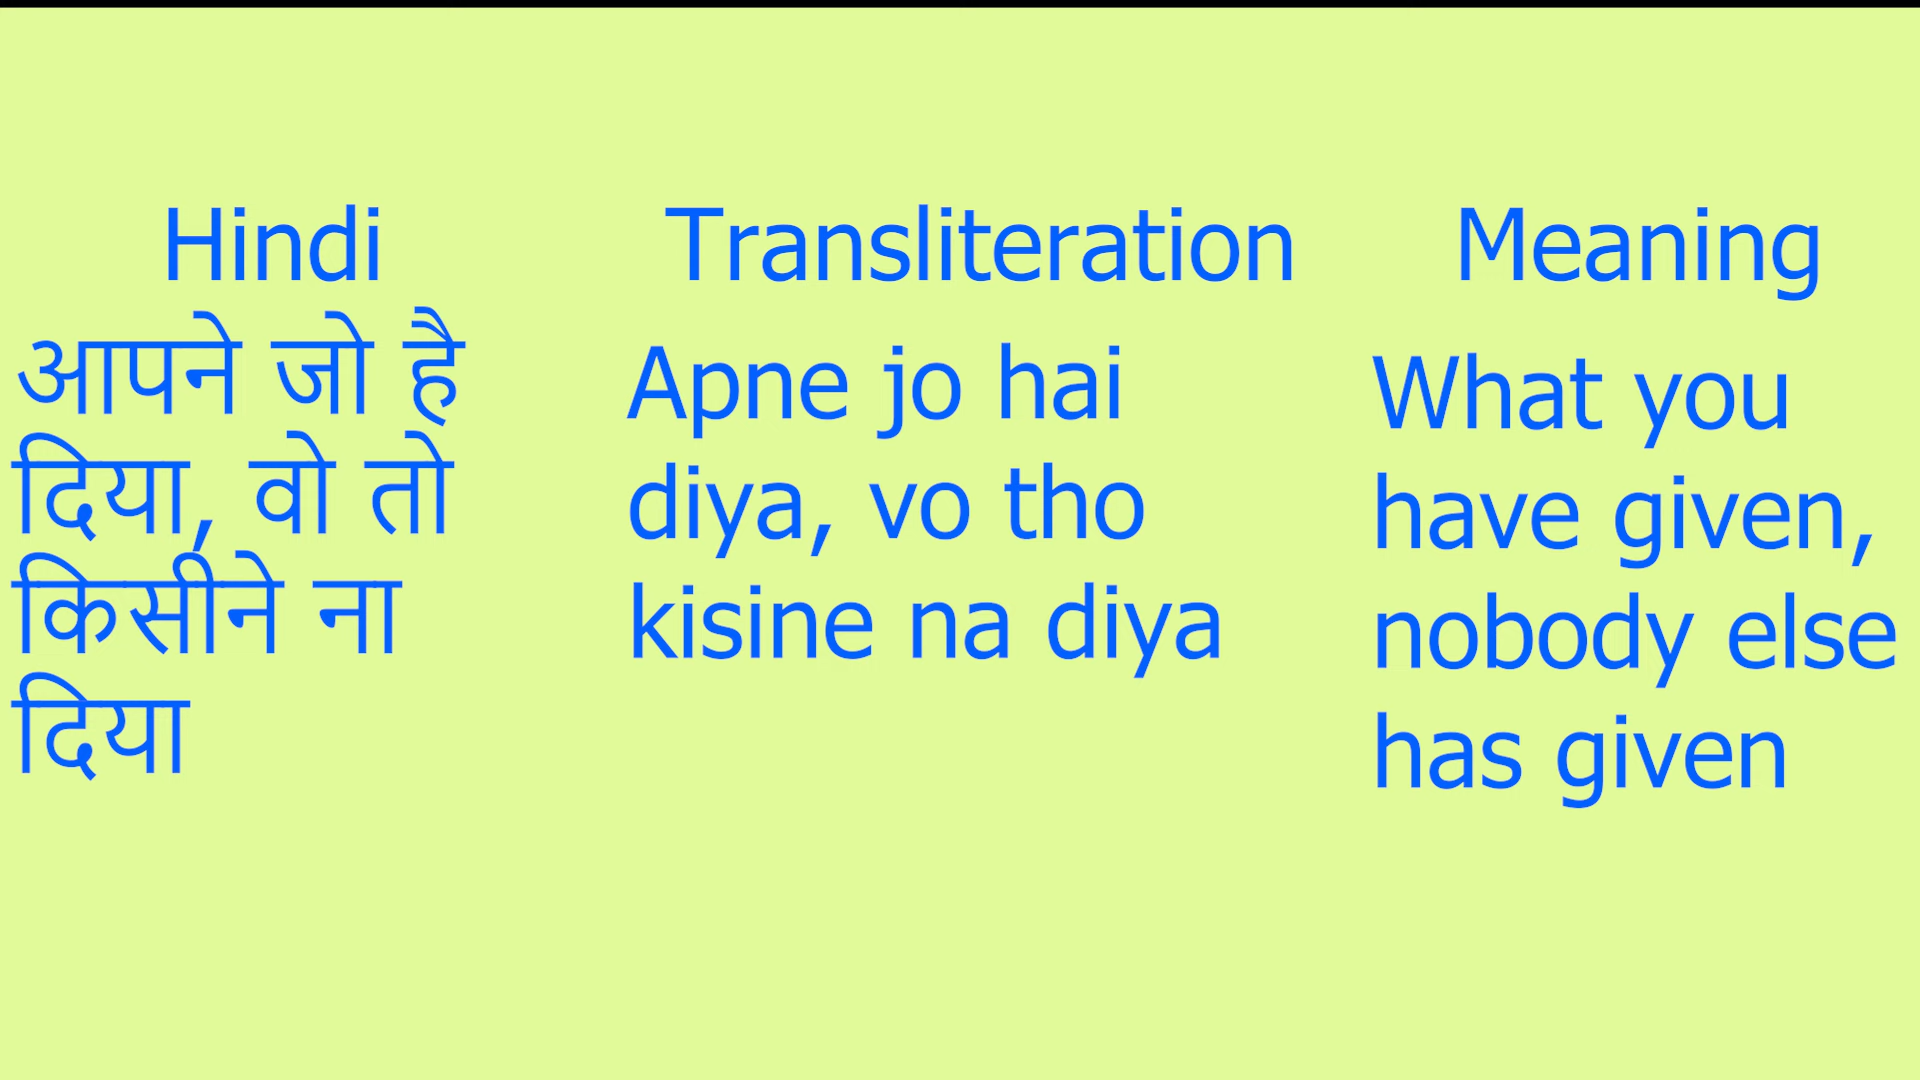 Hindi
Transliteration
Meaning
आपने जो है
दिया, वो तो
किसीने ना
दिया
Apne jo hai
diya, vo tho
kisine na diya
What you
have given,
nobody else
has given